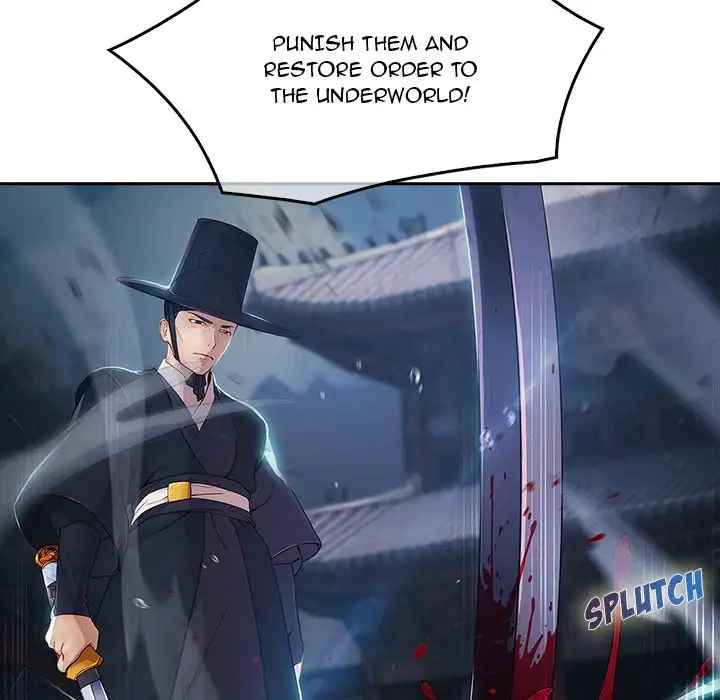 PUNISH THEM AND
RESTORE ORDER TO
THE UNDERWORLD!
SPLUTCH